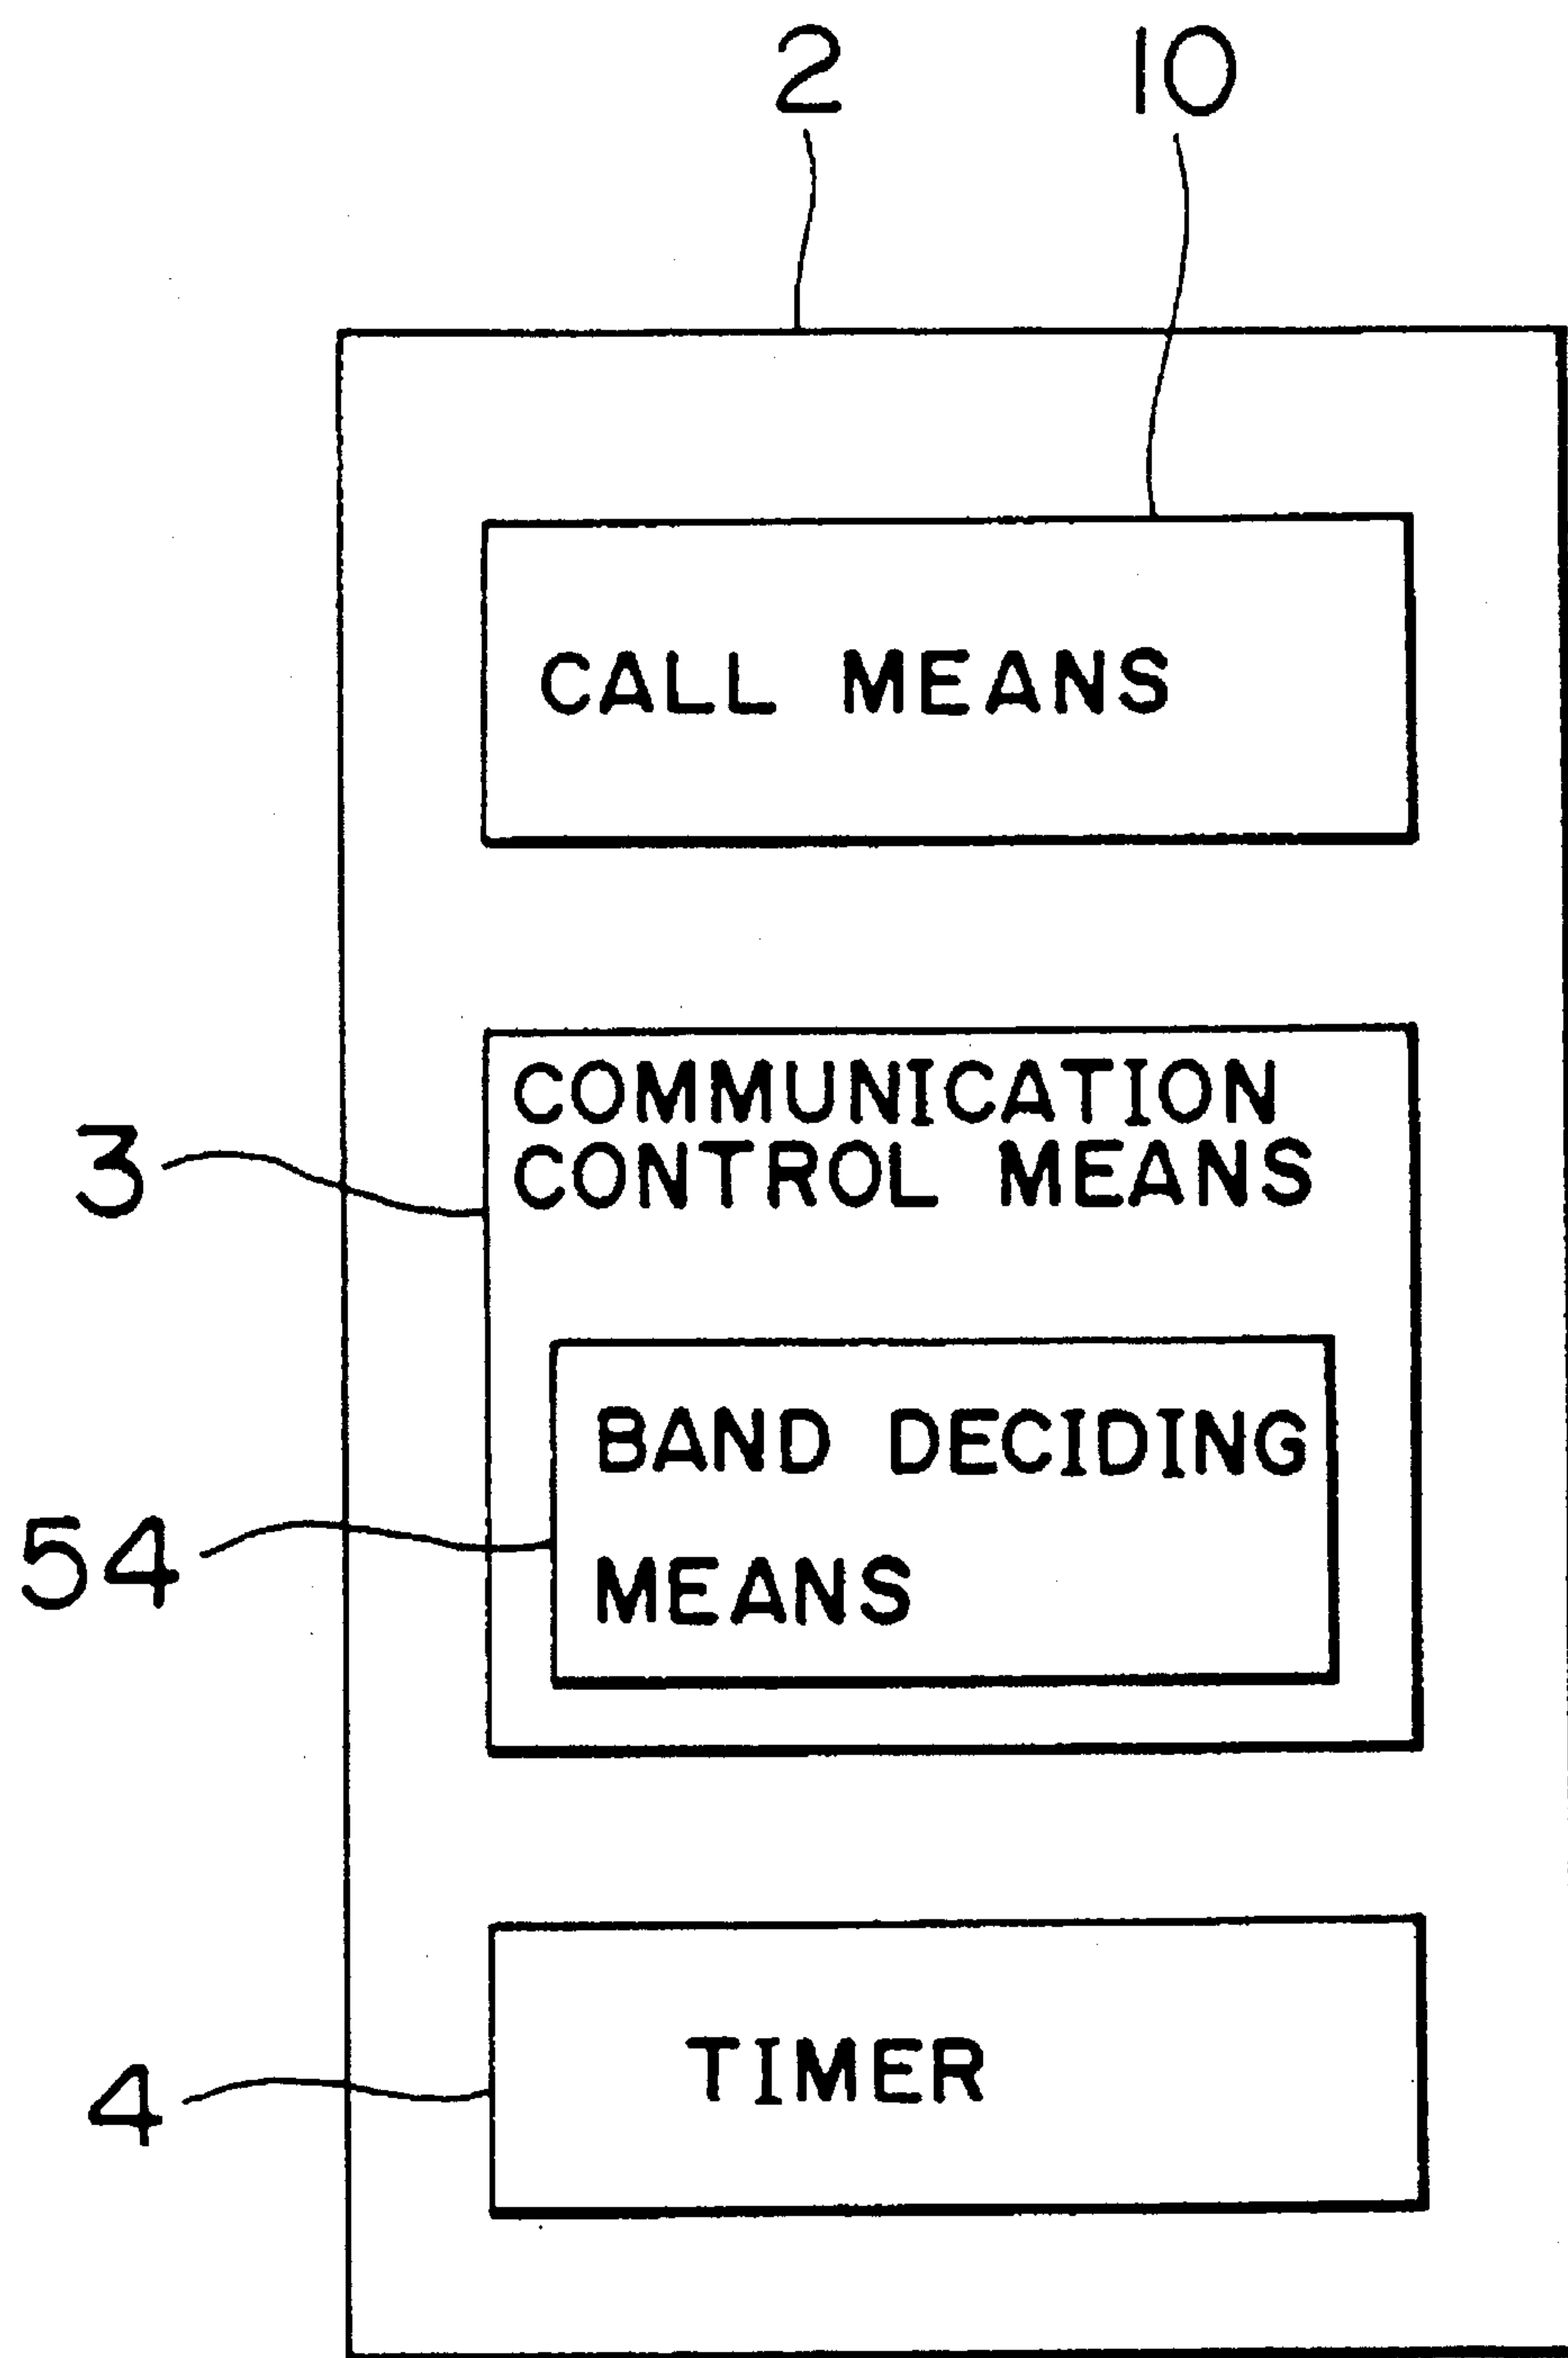 2
10
CALL MEANS
COMMUNICATION
CONTROL MEANS
3
BAND DECIDING
MEANS
54
TIMER
4